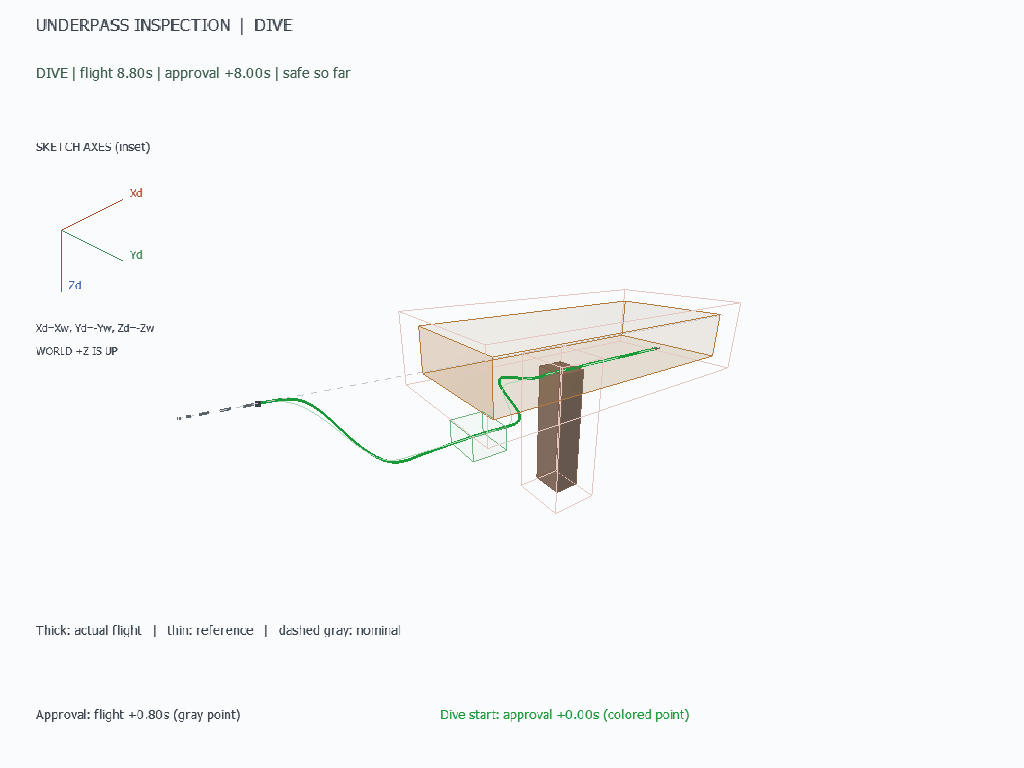 UNDERPASS INSPECTION | DIVE
DIVE | flight 8.80s | approval +8.00s | safe so far
SKETCH AXES (inset)
Xd
Yd
Zd
Xd=Xw, Yd=-Yw, Zd=-Zw
WORLD +Z IS UP
Thick: actual flight | thin: reference | dashed gray: nominal
Approval: flight +0.80s (gray point)
Dive start: approval +0.00s (colored point)